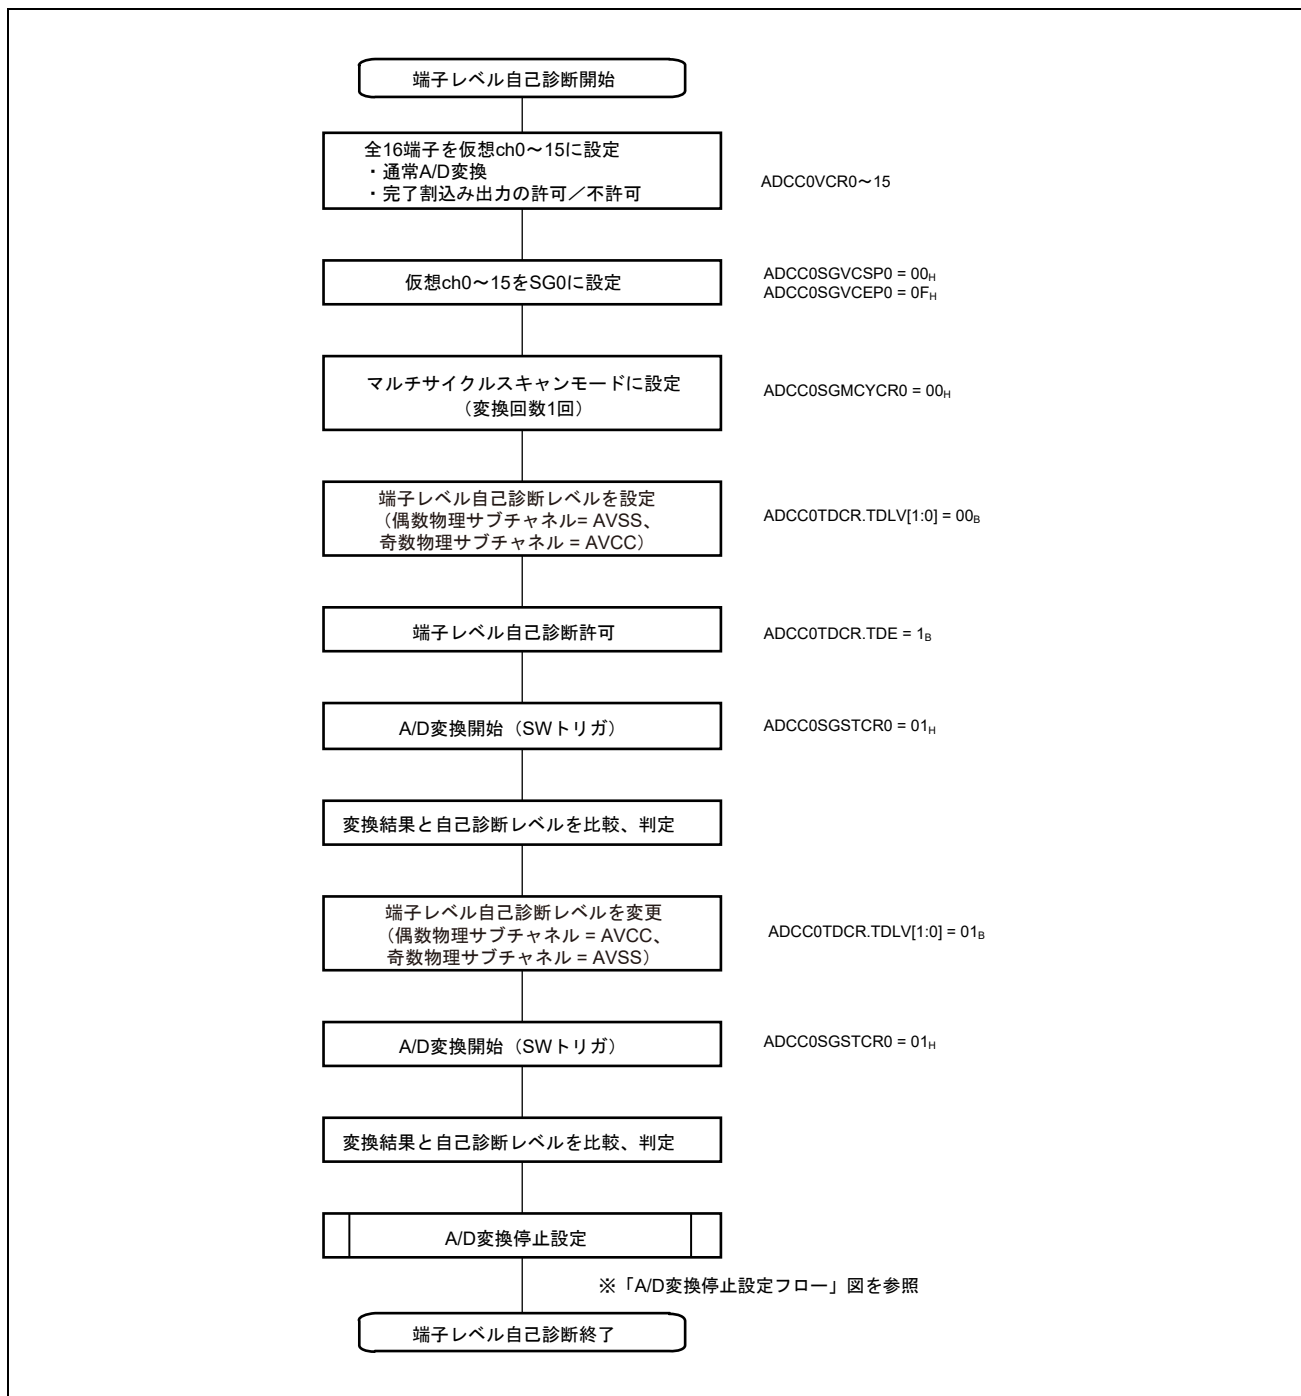 端子レベル自己診断開始
全16端子を仮想ch0～15に設定
・通常A/D変換
・完了割込み出力の許可／不許可
ADCC0VCR0～15
仮想ch0～15をSG0に設定
ADCC0SGVCSP0 = 00H
ADCC0SGVCEP0 = 0FH
マルチサイクルスキャンモードに設定
（変換回数1回）
ADCC0SGMCYCR0 = 00H
端子レベル自己診断レベルを設定
（偶数物理サブチャネル= AVSS、
奇数物理サブチャネル = AVCC）
ADCC0TDCR.TDLV[1:0] = 00B
端子レベル自己診断許可
ADCC0TDCR.TDE = 1B
A/D変換開始（SWトリガ）
ADCC0SGSTCR0 = 01H
変換結果と自己診断レベルを比較、判定
端子レベル自己診断レベルを変更
（偶数物理サブチャネル = AVCC、
奇数物理サブチャネル = AVSS）
ADCC0TDCR.TDLV[1:0] = 01B
A/D変換開始（SWトリガ）
ADCC0SGSTCR0 = 01H
変換結果と自己診断レベルを比較、判定
A/D変換停止設定
※「A/D変換停止設定フロー」図を参照
端子レベル自己診断終了